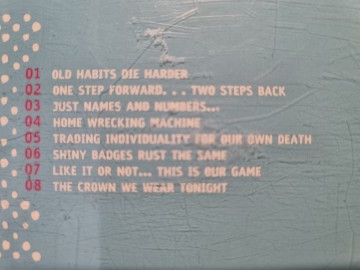 01 OLD HABITS DIE HARDER
02 ONE STEP FORWARD. . . TWO STEPS BACK
03 JUST NAMES AND NUMBERS...
04 HOME WRECKING MACHINE
05 TRADING INDIVIDUALITY FOR OUR OWN DEATH
06 SHINY BADGES RUST THE SAME
07 LIKE IT OR NOT... THIS IS OUR GAME
08 THE CROWN WE WEAR TONIGHT